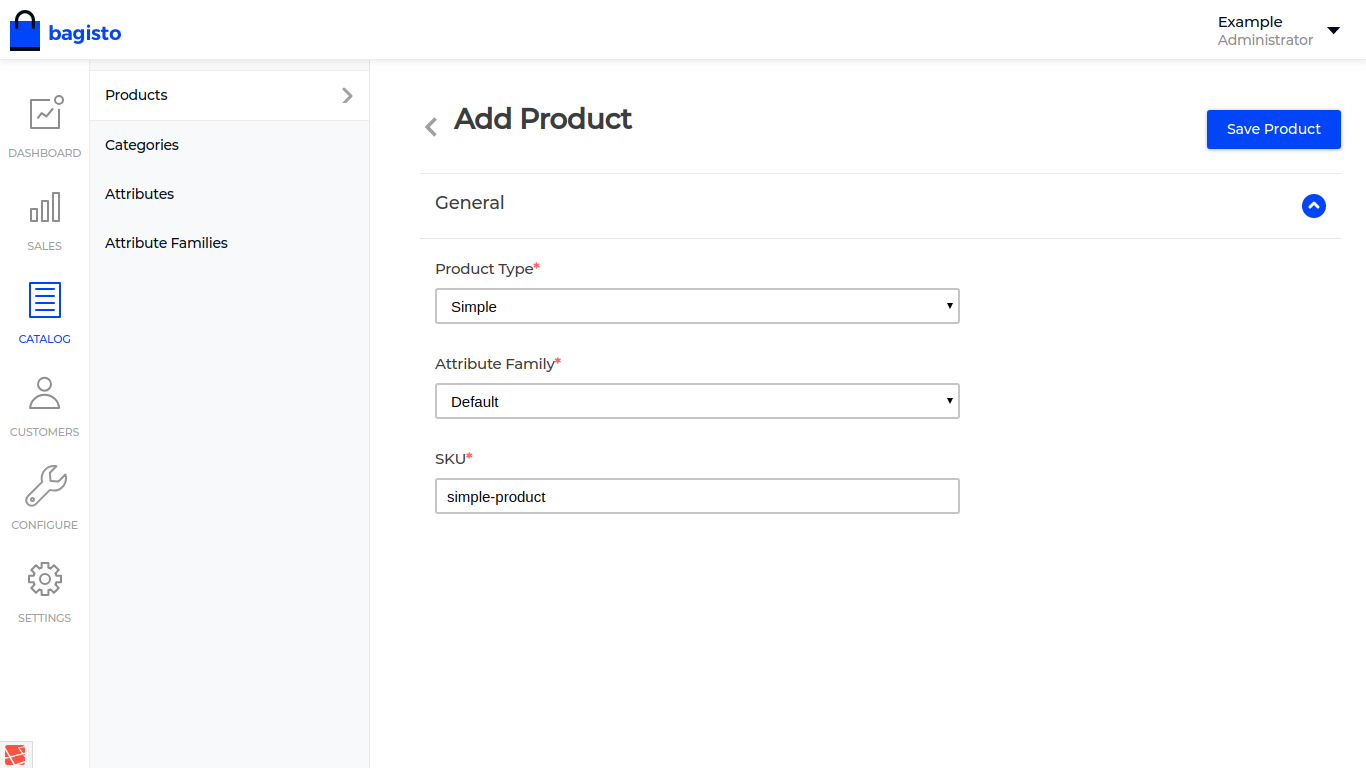 bagisto
Example
Administrator
DASHBOARD
SALES
CATALOG
CUSTOMERS
CONFIGURE
SETTINGS
Products
Categories
Attributes
Attribute Families
Add Product
Save Product
General
Product Type*
Simple
Attribute Family*
Default
SKU*
simple-product